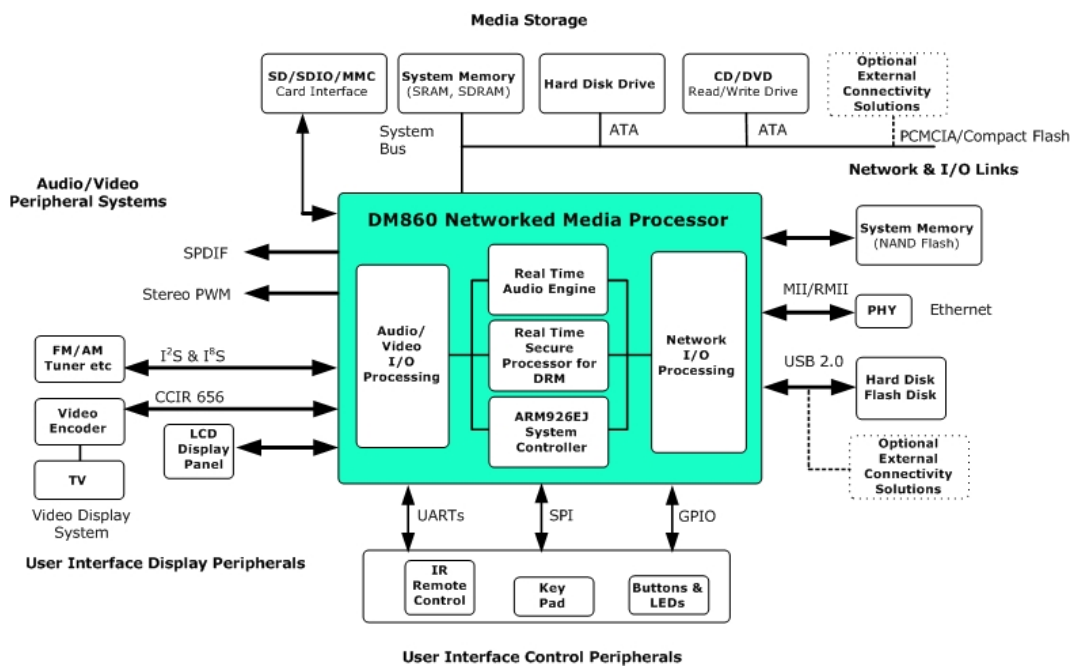 Media Storage
SD/SDIO/MMC
Card Interface
System Memory
(SRAM, SDRAM)
Hard Disk Drive
CD/DVD
Read/Write Drive
Optional
External
Connectivity
Solutions
System
Bus
ATA
ATA
PCMCIA/Compact Flash
Network & I/O Links
Audio/Video
Peripheral Systems
DM860 Networked Media Processor
SPDIF
Stereo PWM
FM/AM
Tuner etc
I²S & I⁸S
CCIR 656
Video
Encoder
LCD
Display
Panel
TV
Video Display
System
User Interface Display Peripherals
Audio/
Video
I/O
Processing
Real Time
Audio Engine
Real Time
Secure
Processor for
DRM
ARM926EJ
System
Controller
Network
I/O
Processing
System Memory
(NAND Flash)
MII/RMII
PHY
Ethernet
USB 2.0
Hard Disk
Flash Disk
Optional
External
Connectivity
Solutions
UARTs
SPI
GPIO
IR
Remote
Control
Key
Pad
Buttons &
LEDs
User Interface Control Peripherals